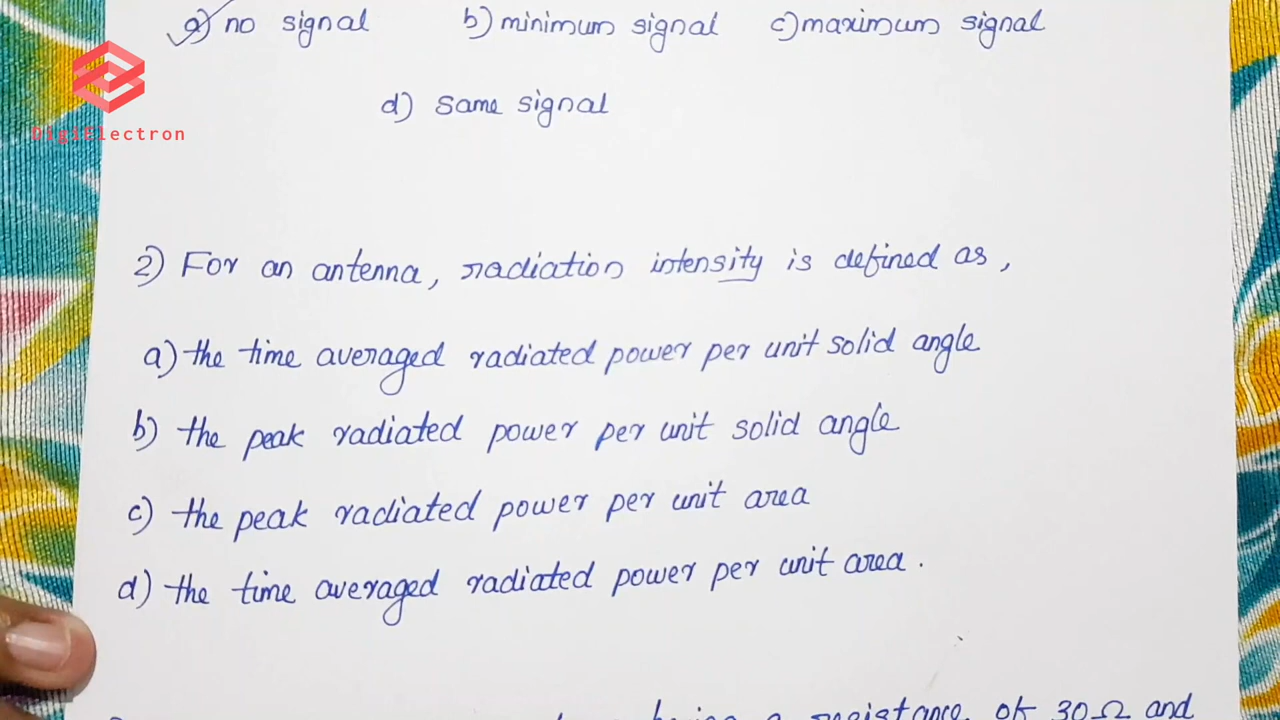 a) no signal b) minimum signal c) maximum signal
d) same signal
DigiElectron
2) For an antenna, radiation intensity is defined as,
a) the time averaged radiated power per unit solid angle
b) the peak radiated power per unit solid angle
c) the peak radiated power per unit area
d) the time averaged radiated power per unit area.
having a resistance of 30Ω and